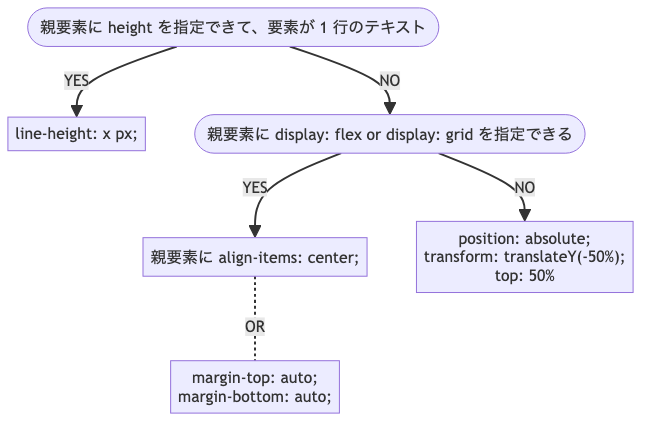 親要素に height を指定できて、要素が 1 行のテキスト
YES
NO
line-height: x px;
親要素に display: flex or display: grid を指定できる
YES
NO
親要素に align-items: center;
position: absolute;
transform: translateY(-50%);
top: 50%
OR
margin-top: auto;
margin-bottom: auto;